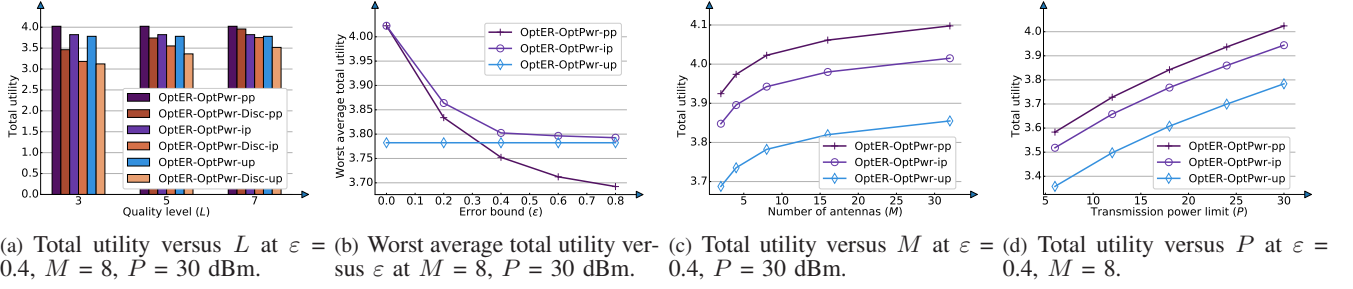 4.0
3.5
3.0
2.5
2.0
1.5
1.0
0.5
0.0
Total utility
OptER-OptPwr-pp
OptER-OptPwr-Disc-pp
OptER-OptPwr-ip
OptER-OptPwr-Disc-ip
OptER-OptPwr-up
OptER-OptPwr-Disc-up
3 5 7
Quality level (L)
4.00
3.95
3.90
3.85
3.80
3.75
3.70
Worst average total utility
OptER-OptPwr-pp
OptER-OptPwr-ip
OptER-OptPwr-up
0.0 0.1 0.2 0.3 0.4 0.5 0.6 0.7 0.8
Error bound (ε)
4.1
4.0
3.9
3.8
3.7
Total utility
OptER-OptPwr-pp
OptER-OptPwr-ip
OptER-OptPwr-up
5 10 15 20 25 30
Number of antennas (M)
4.0
3.9
3.8
3.7
3.6
3.5
3.4
Total utility
OptER-OptPwr-pp
OptER-OptPwr-ip
OptER-OptPwr-up
5 10 15 20 25 30
Transmission power limit (P)
(a) Total utility versus L at ε =
0.4, M = 8, P = 30 dBm.
(b) Worst average total utility ver-
sus ε at M = 8, P = 30 dBm.
(c) Total utility versus M at ε =
0.4, P = 30 dBm.
(d) Total utility versus P at ε =
0.4, M = 8.